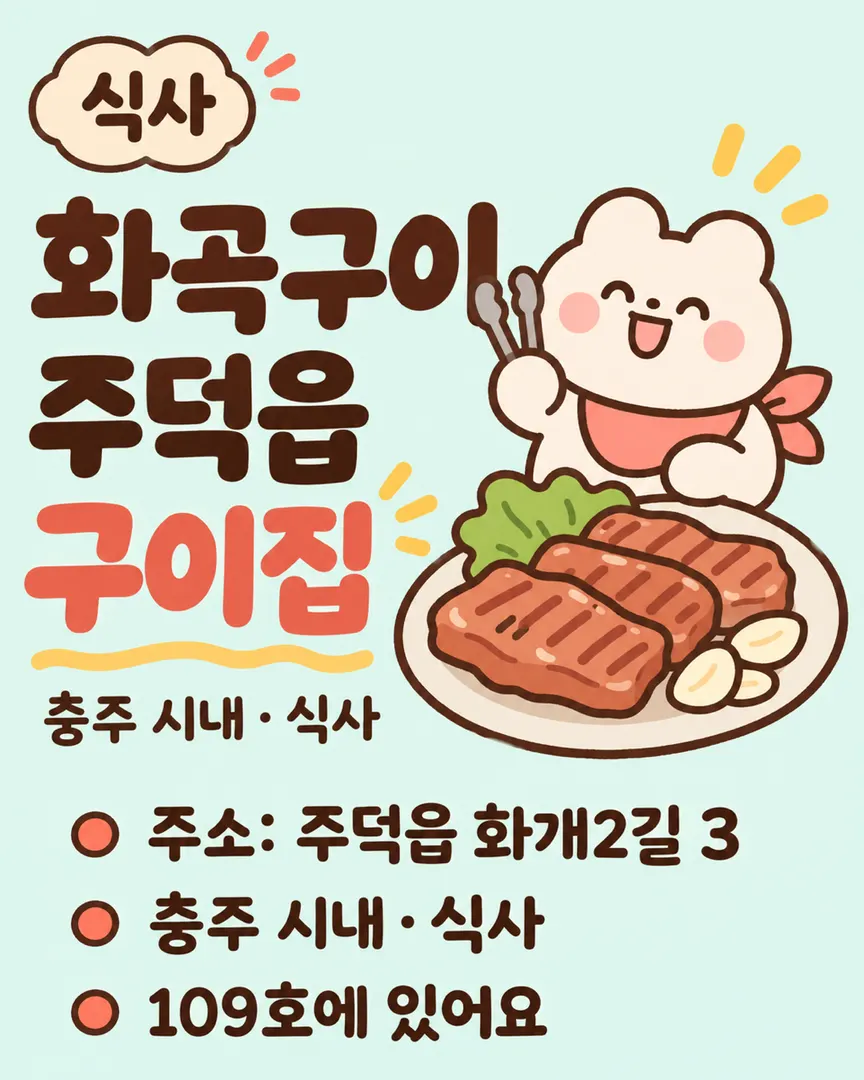 식사
화곡구이
주덕읍
구이집
충주 시내 · 식사
주소: 주덕읍 화개2길 3
충주 시내 · 식사
109호에 있어요